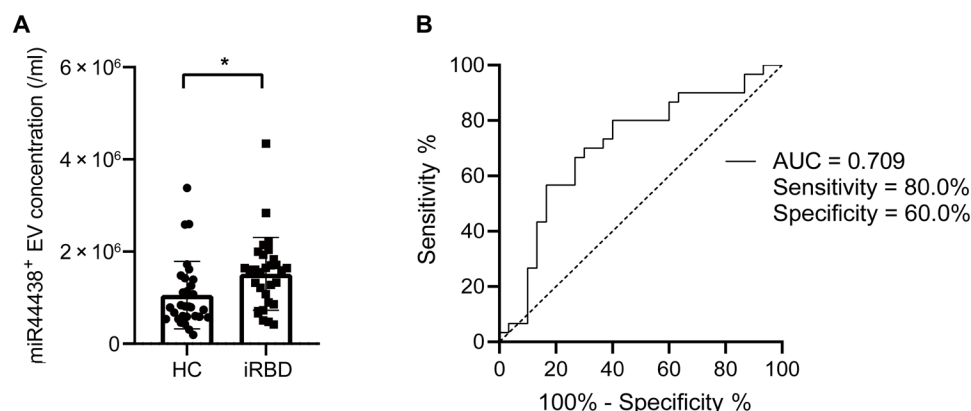 A
miR44438⁺ EV concentration (/ml)
6 × 10⁶
4 × 10⁶
2 × 10⁶
0
*
HC
iRBD
B
Sensitivity %
100
80
60
40
20
0
0 20 40 60 80 100
100% - Specificity %
AUC = 0.709
Sensitivity = 80.0%
Specificity = 60.0%